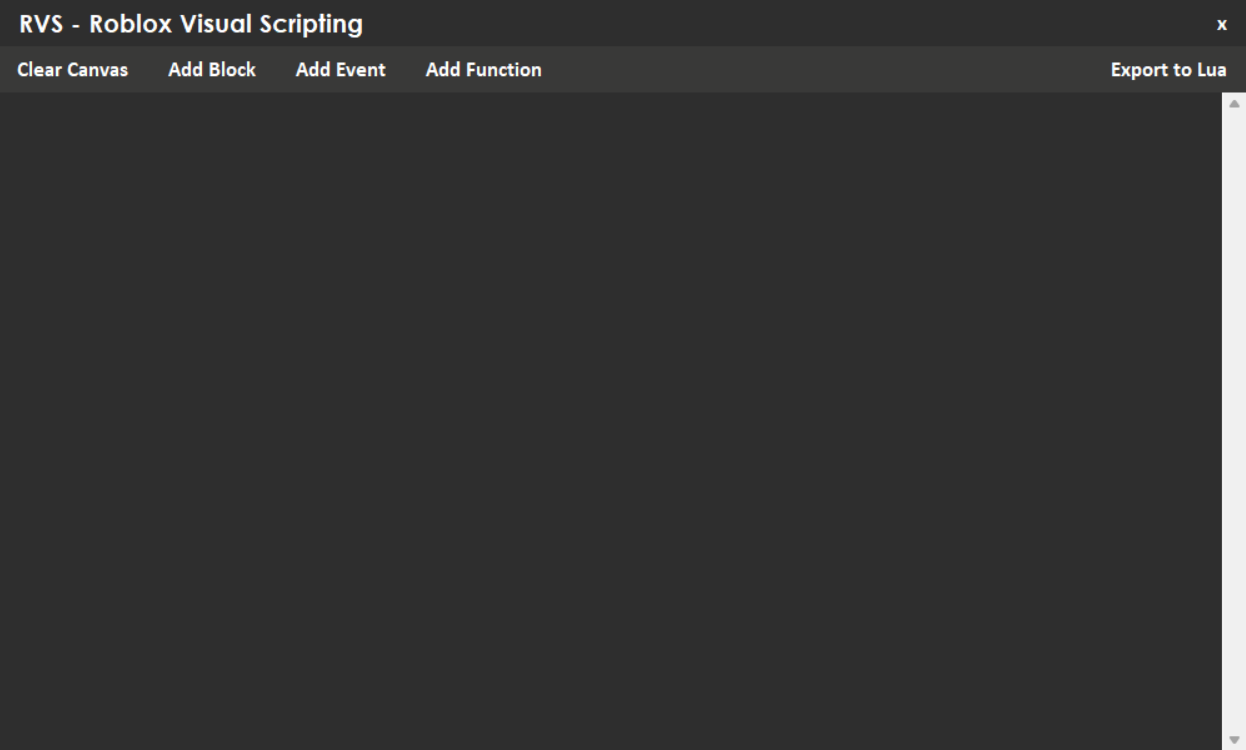 RVS - Roblox Visual Scripting x
Clear Canvas Add Block Add Event Add Function Export to Lua